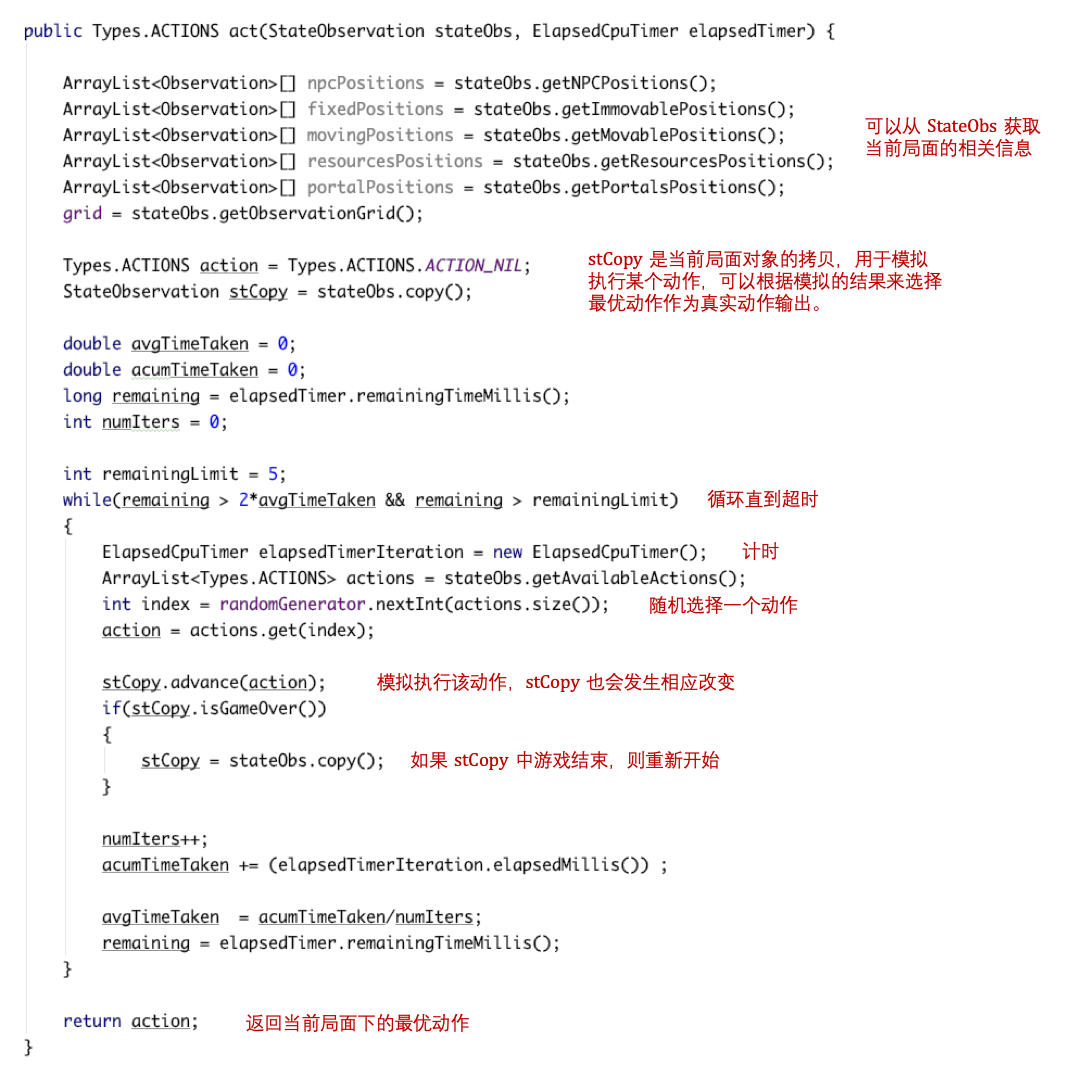 public Types.ACTIONS act(StateObservation stateObs, ElapsedCpuTimer elapsedTimer) {
ArrayList<Observation>[] npcPositions = stateObs.getNPCPositions();
ArrayList<Observation>[] fixedPositions = stateObs.getImmovablePositions();
ArrayList<Observation>[] movingPositions = stateObs.getMovablePositions();
ArrayList<Observation>[] resourcesPositions = stateObs.getResourcesPositions();
ArrayList<Observation>[] portalPositions = stateObs.getPortalsPositions();
grid = stateObs.getObservationGrid();
可以从 StateObs 获取
当前局面的相关信息
Types.ACTIONS action = Types.ACTIONS.ACTION_NIL;
StateObservation stCopy = stateObs.copy();
stCopy 是当前局面对象的拷贝，用于模拟
执行某个动作，可以根据模拟的结果来选择
最优动作作为真实动作输出。
double avgTimeTaken = 0;
double acumTimeTaken = 0;
long remaining = elapsedTimer.remainingTimeMillis();
int numIters = 0;
int remainingLimit = 5;
while(remaining > 2*avgTimeTaken && remaining > remainingLimit) 循环直到超时
{
ElapsedCpuTimer elapsedTimerIteration = new ElapsedCpuTimer(); 计时
ArrayList<Types.ACTIONS> actions = stateObs.getAvailableActions();
int index = randomGenerator.nextInt(actions.size()); 随机选择一个动作
action = actions.get(index);
stCopy.advance(action); 模拟执行该动作，stCopy 也会发生相应改变
if(stCopy.isGameOver())
{
stCopy = stateObs.copy(); 如果 stCopy 中游戏结束，则重新开始
}
numIters++;
acumTimeTaken += (elapsedTimerIteration.elapsedMillis()) ;
avgTimeTaken  = acumTimeTaken/numIters;
remaining = elapsedTimer.remainingTimeMillis();
}
return action; 返回当前局面下的最优动作
}